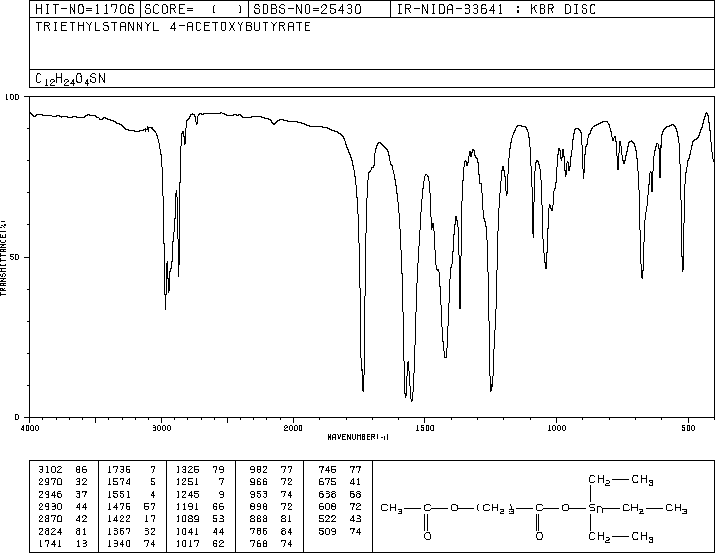 HIT-NO=11706 SCORE= ( ) SDBS-NO=25430 IR-NIDA-33641 : KBR DISC
TRIETHYLSTANNYL 4-ACETOXYBUTYRATE
C12H24O4SN
100
50
0
TRANSMITTANCE(%)
4000 3000 2000 1500 1000 500
WAVENUMBER(-1)
3102 86 1736 7 1326 79 982 77 746 77
2970 32 1574 5 1251 7 966 72 675 41
2946 37 1551 4 1245 9 953 74 638 68
2930 44 1476 57 1191 66 898 72 608 72
2870 42 1422 17 1089 53 888 81 522 43
2824 81 1367 32 1041 44 786 84 509 74
1741 13 1340 74 1017 62 768 74
CH2—CH3
CH3—C—O—(CH2)3—C—O—Sn—CH2—CH3
O O CH2—CH3